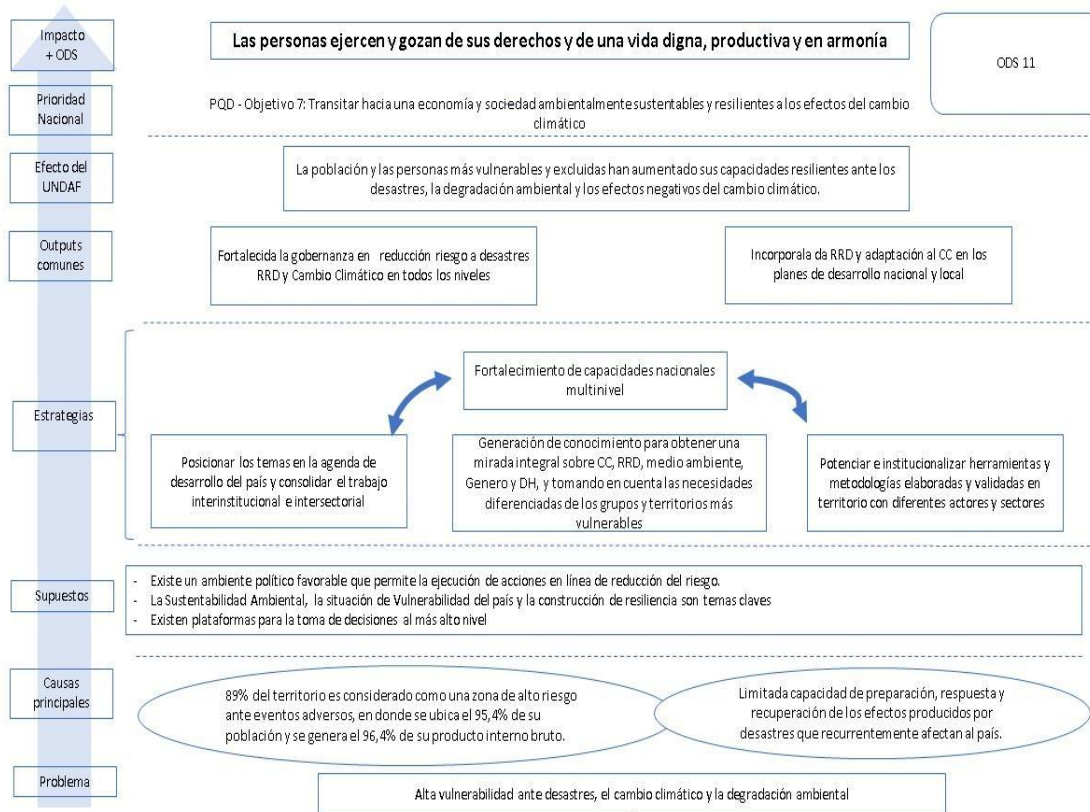 Impacto
+ ODS
Las personas ejercen y gozan de sus derechos y de una vida digna, productiva y en armonía
ODS 11
Prioridad
Nacional
PQD - Objetivo 7: Transitar hacia una economía y sociedad ambientalmente sustentables y resilientes a los efectos del cambio
climático
Efecto del
UNDAF
La población y las personas más vulnerables y excluidas han aumentado sus capacidades resilientes ante los
desastres, la degradación ambiental y los efectos negativos del cambio climático.
Outputs
comunes
Fortalecida la gobernanza en reducción riesgo a desastres
RRD y Cambio Climático en todos los niveles
Incorporala da RRD y adaptación al CC en los
planes de desarrollo nacional y local
Estrategias
Fortalecimiento de capacidades nacionales
multinivel
Posicionar los temas en la agenda de
desarrollo del país y consolidar el trabajo
interinstitucional e intersectorial
Generación de conocimiento para obtener una
mirada integral sobre CC, RRD, medio ambiente,
Genero y DH, y tomando en cuenta las necesidades
diferenciadas de los grupos y territorios más
vulnerables
Potenciar e institucionalizar herramientas y
metodologías elaboradas y validadas en
territorio con diferentes actores y sectores
Supuestos
- Existe un ambiente político favorable que permite la ejecución de acciones en línea de reducción del riesgo.
- La Sustentabilidad Ambiental, la situación de Vulnerabilidad del país y la construcción de resiliencia son temas claves
- Existen plataformas para la toma de decisiones al más alto nivel
Causas
principales
89% del territorio es considerado como una zona de alto riesgo
ante eventos adversos, en donde se ubica el 95,4% de su
población y se genera el 96,4% de su producto interno bruto.
Limitada capacidad de preparación, respuesta y
recuperación de los efectos producidos por
desastres que recurrentemente afectan al país.
Problema
Alta vulnerabilidad ante desastres, el cambio climático y la degradación ambiental